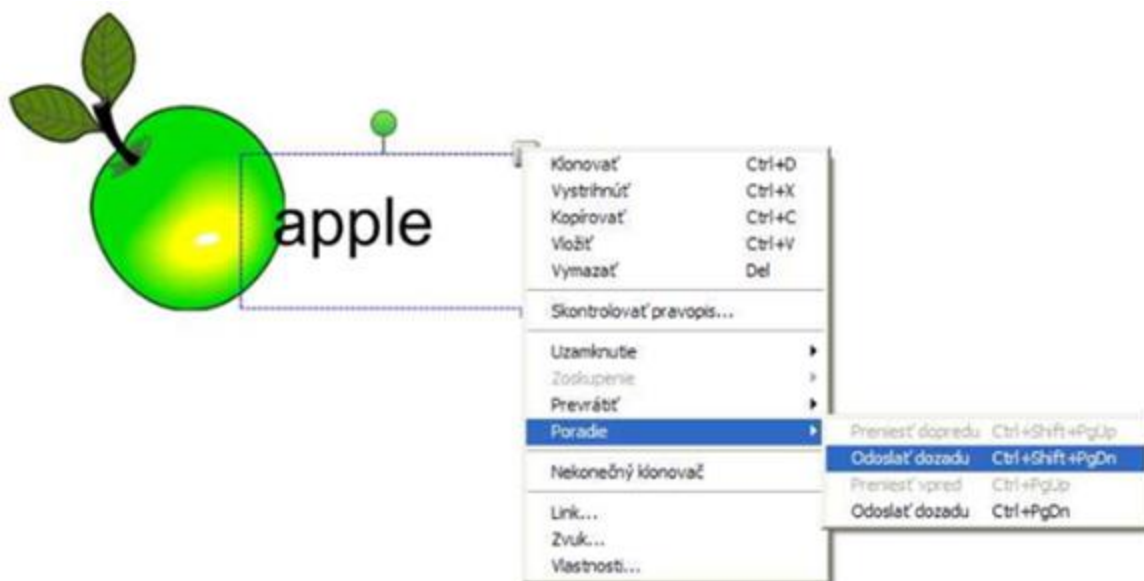 apple
Klonovať Ctrl+D
Vystrihnúť Ctrl+X
Kopírovať Ctrl+C
Vložiť Ctrl+V
Vymazať Del
Skontrolovať pravopis...
Uzamknutie
Zoskupenie
Prevrátiť
Poradie
Preniesť dopredu Ctrl+Shift+PgUp
Odoslať dozadu Ctrl+Shift+PgDn
Preniesť vpred Ctrl+PgUp
Odoslať dozadu Ctrl+PgDn
Nekonečný klonovač
Link...
Zvuk...
Vlastnosti...